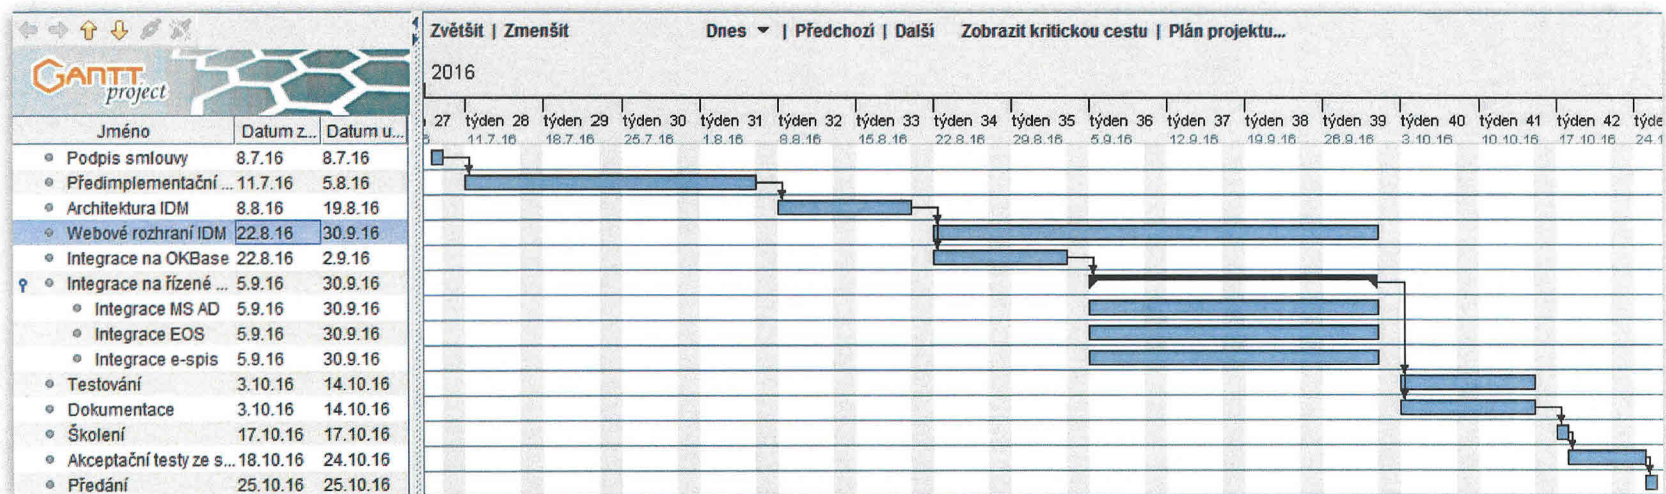 Zvětšit | Zmenšit Dnes ▼ | Předchozí | Další Zobrazit kritickou cestu | Plán projektu...
GANTT
project
2016
Jméno Datum z... Datum u...
27 týden 28 týden 29 týden 30 týden 31 týden 32 týden 33 týden 34 týden 35 týden 36 týden 37 týden 38 týden 39 týden 40 týden 41 týden 42 týde
11.7.16 18.7.16 25.7.16 1.8.16 8.8.16 15.8.16 22.8.16 29.8.16 5.9.16 12.9.16 19.9.16 26.9.16 3.10.16 10.10.16 17.10.16 24.1
Podpis smlouvy 8.7.16 8.7.16
Předimplementační ... 11.7.16 5.8.16
Architektura IDM 8.8.16 19.8.16
Webové rozhraní IDM 22.8.16 30.9.16
Integrace na OKBase 22.8.16 2.9.16
Integrace na řízené ... 5.9.16 30.9.16
Integrace MS AD 5.9.16 30.9.16
Integrace EOS 5.9.16 30.9.16
Integrace e-spis 5.9.16 30.9.16
Testování 3.10.16 14.10.16
Dokumentace 3.10.16 14.10.16
Školení 17.10.16 17.10.16
Akceptační testy ze s... 18.10.16 24.10.16
Předání 25.10.16 25.10.16